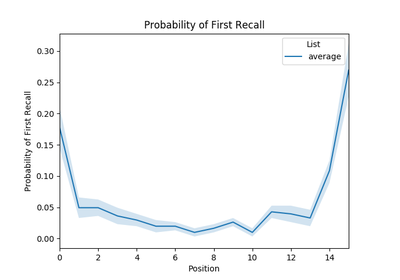 Probability of First Recall
List
average
Probability of First Recall
0.30
0.25
0.20
0.15
0.10
0.05
0.00
0 2 4 6 8 10 12 14
Position